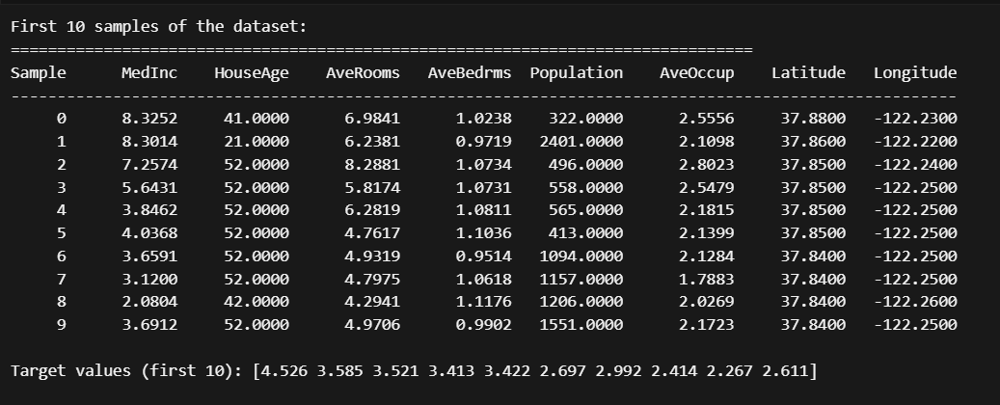 First 10 samples of the dataset:
================================================================================
Sample      MedInc    HouseAge    AveRooms   AveBedrms  Population    AveOccup    Latitude   Longitude
------------------------------------------------------------------------------------------------------
     0      8.3252     41.0000      6.9841      1.0238    322.0000      2.5556     37.8800   -122.2300
     1      8.3014     21.0000      6.2381      0.9719   2401.0000      2.1098     37.8600   -122.2200
     2      7.2574     52.0000      8.2881      1.0734    496.0000      2.8023     37.8500   -122.2400
     3      5.6431     52.0000      5.8174      1.0731    558.0000      2.5479     37.8500   -122.2500
     4      3.8462     52.0000      6.2819      1.0811    565.0000      2.1815     37.8500   -122.2500
     5      4.0368     52.0000      4.7617      1.1036    413.0000      2.1399     37.8500   -122.2500
     6      3.6591     52.0000      4.9319      0.9514   1094.0000      2.1284     37.8400   -122.2500
     7      3.1200     52.0000      4.7975      1.0618   1157.0000      1.7883     37.8400   -122.2500
     8      2.0804     42.0000      4.2941      1.1176   1206.0000      2.0269     37.8400   -122.2600
     9      3.6912     52.0000      4.9706      0.9902   1551.0000      2.1723     37.8400   -122.2500
Target values (first 10): [4.526 3.585 3.521 3.413 3.422 2.697 2.992 2.414 2.267 2.611]